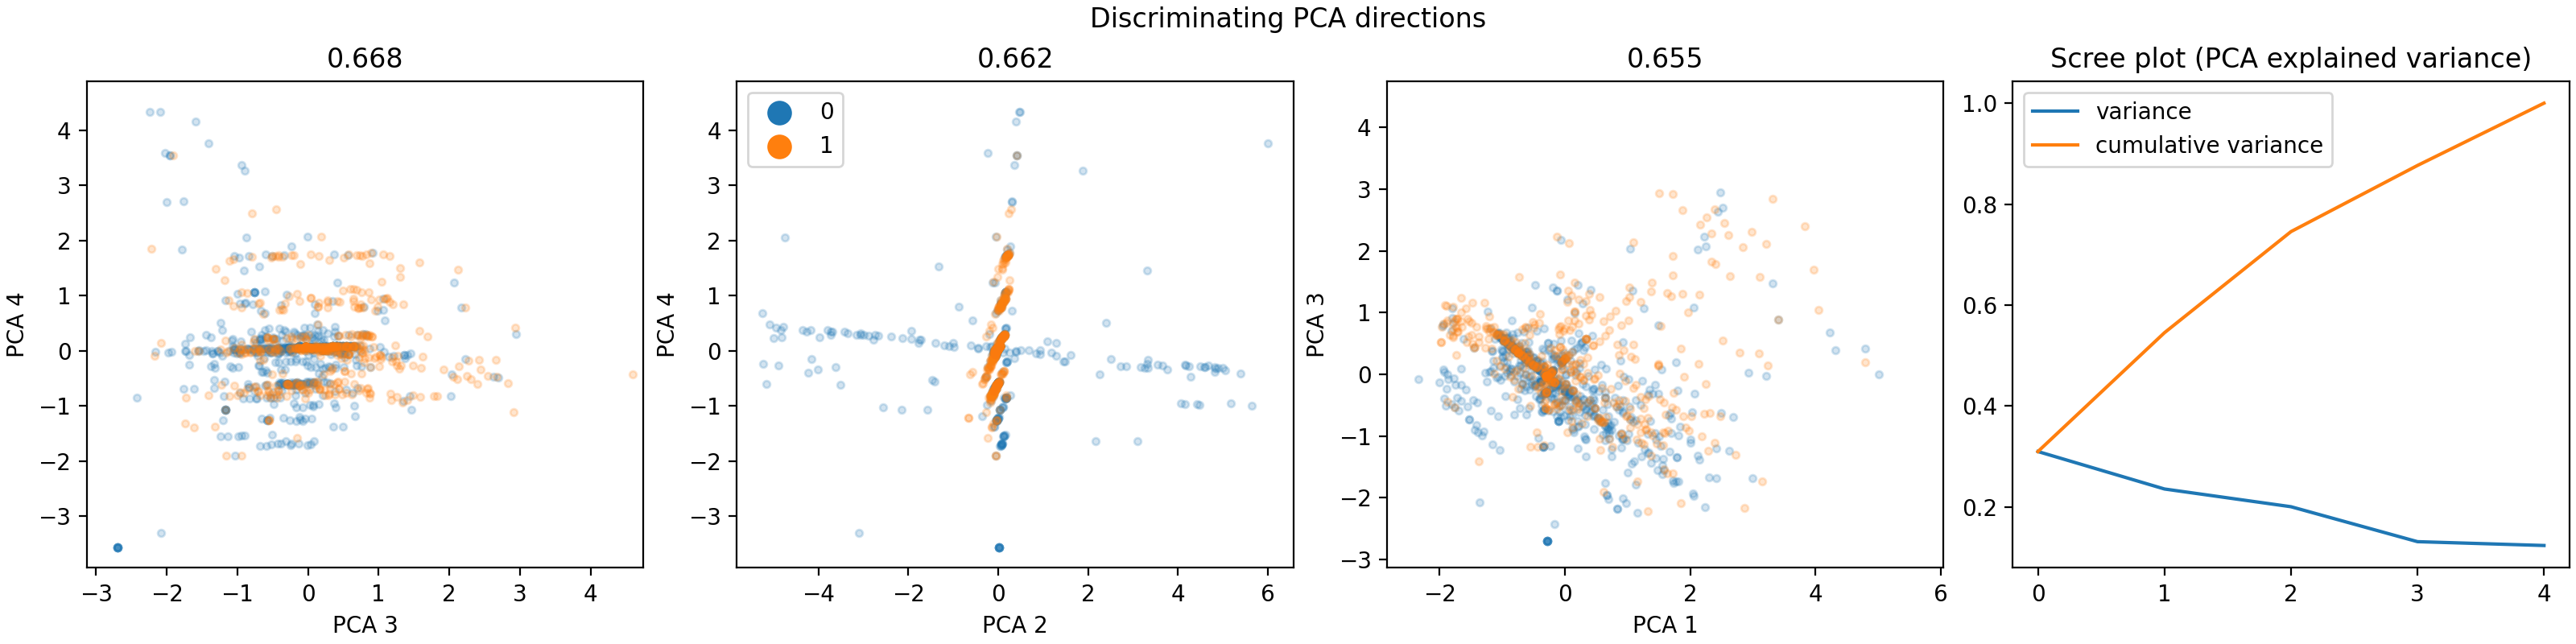 Discriminating PCA directions
0.668
4
3
2
1
0
−1
−2
−3
−3 −2 −1 0 1 2 3 4
PCA 4
PCA 3
0.662
0
1
4
3
2
1
0
−1
−2
−3
−4 −2 0 2 4 6
PCA 4
PCA 2
0.655
4
3
2
1
0
−1
−2
−3
−2 0 2 4 6
PCA 3
PCA 1
Scree plot (PCA explained variance)
variance
cumulative variance
1.0
0.8
0.6
0.4
0.2
0 1 2 3 4